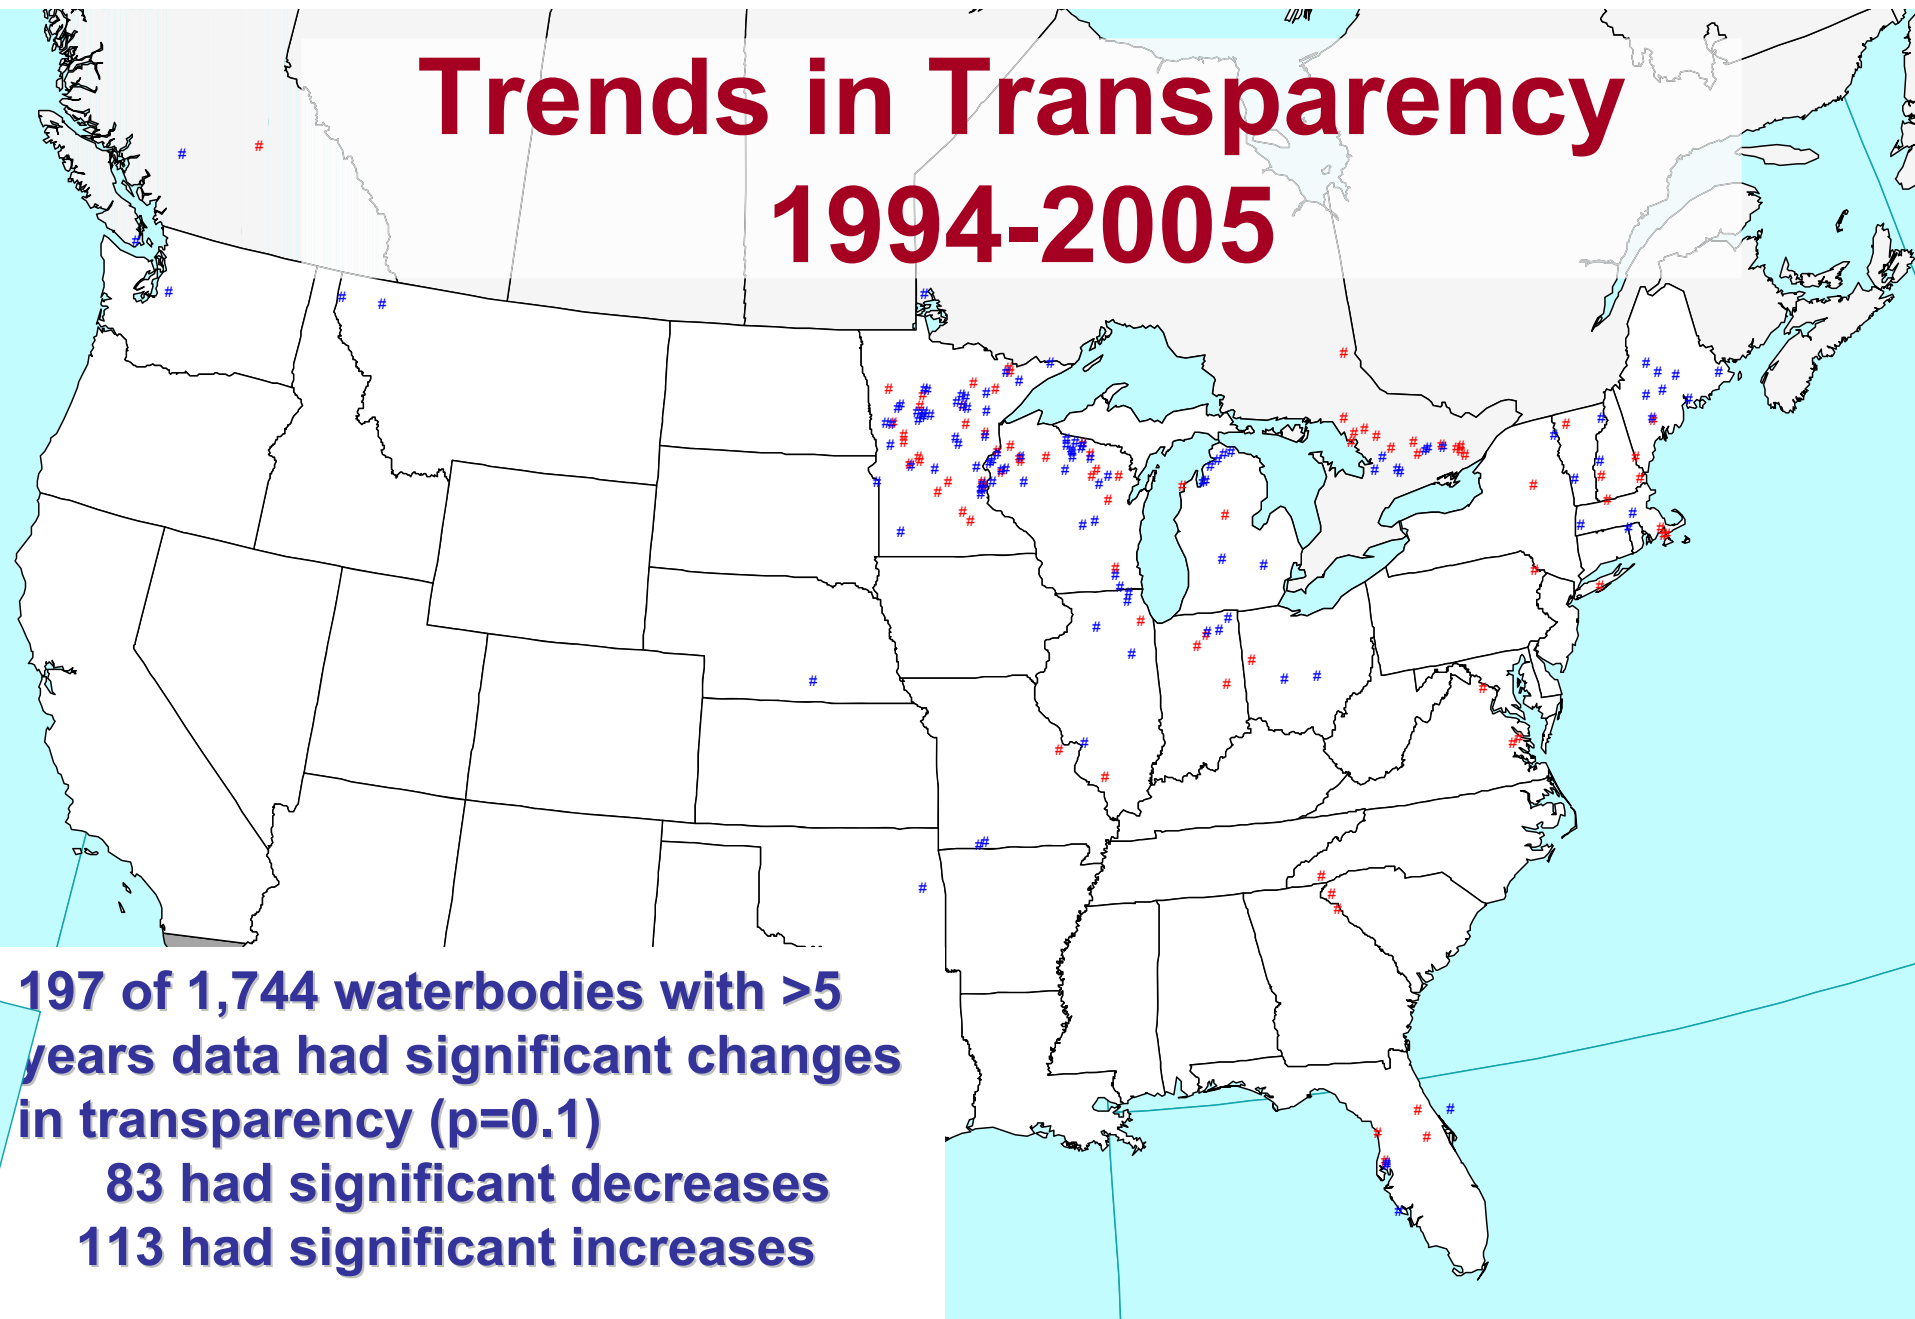 Trends in Transparency
1994-2005
197 of 1,744 waterbodies with >5
years data had significant changes
in transparency (p=0.1)
83 had significant decreases
113 had significant increases